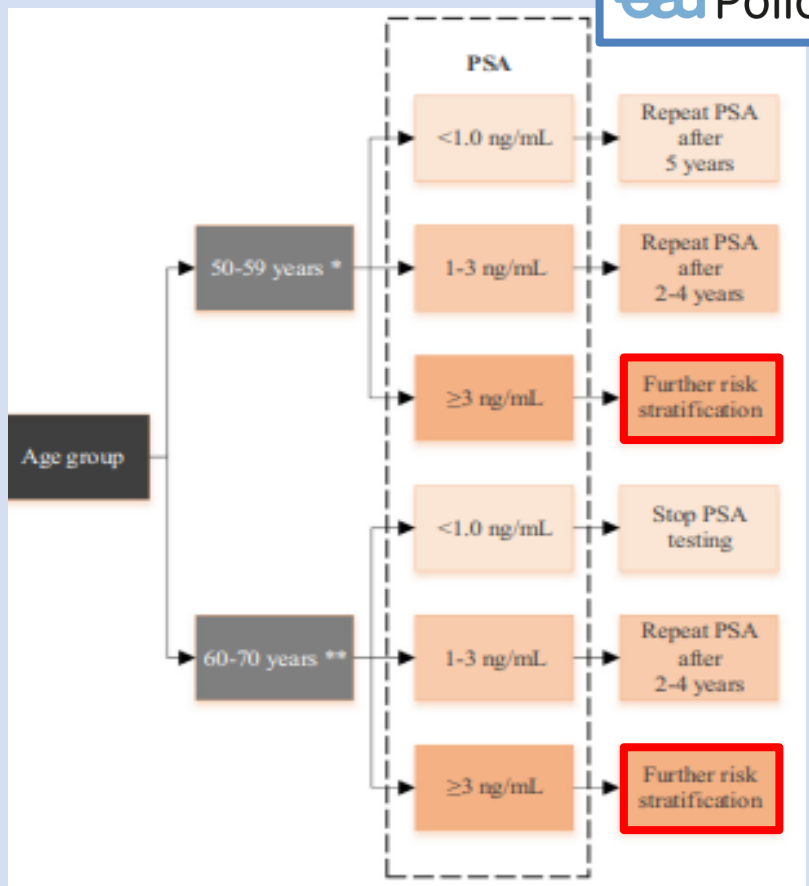 PSA
<1.0 ng/mL
Repeat PSA
after
5 years
50-59 years *
1-3 ng/mL
Repeat PSA
after
2-4 years
≥3 ng/mL
Further risk
stratification
Age group
<1.0 ng/mL
Stop PSA
testing
60-70 years **
1-3 ng/mL
Repeat PSA
after
2-4 years
≥3 ng/mL
Further risk
stratification